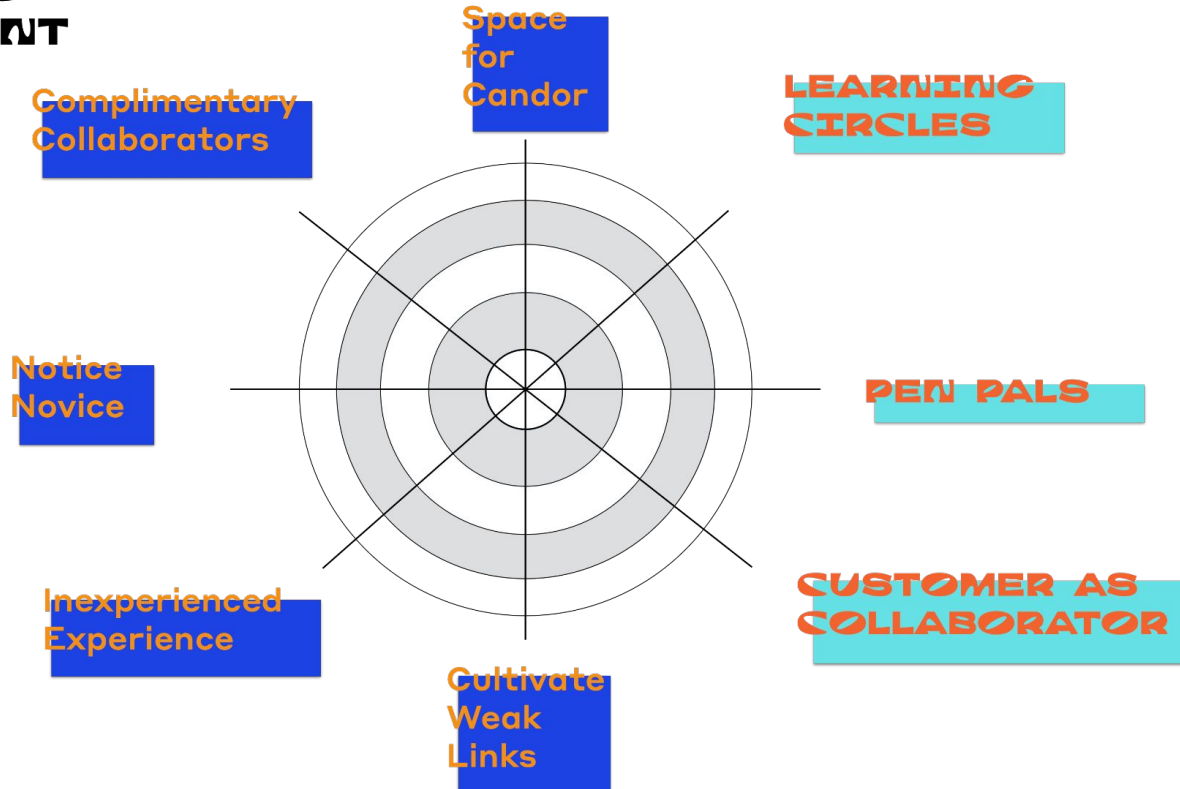 NT
Space
for
Candor
Complimentary
Collaborators
LEARNING
CIRCLES
Notice
Novice
PEN PALS
Inexperienced
Experience
CUSTOMER AS
COLLABORATOR
Cultivate
Weak
Links